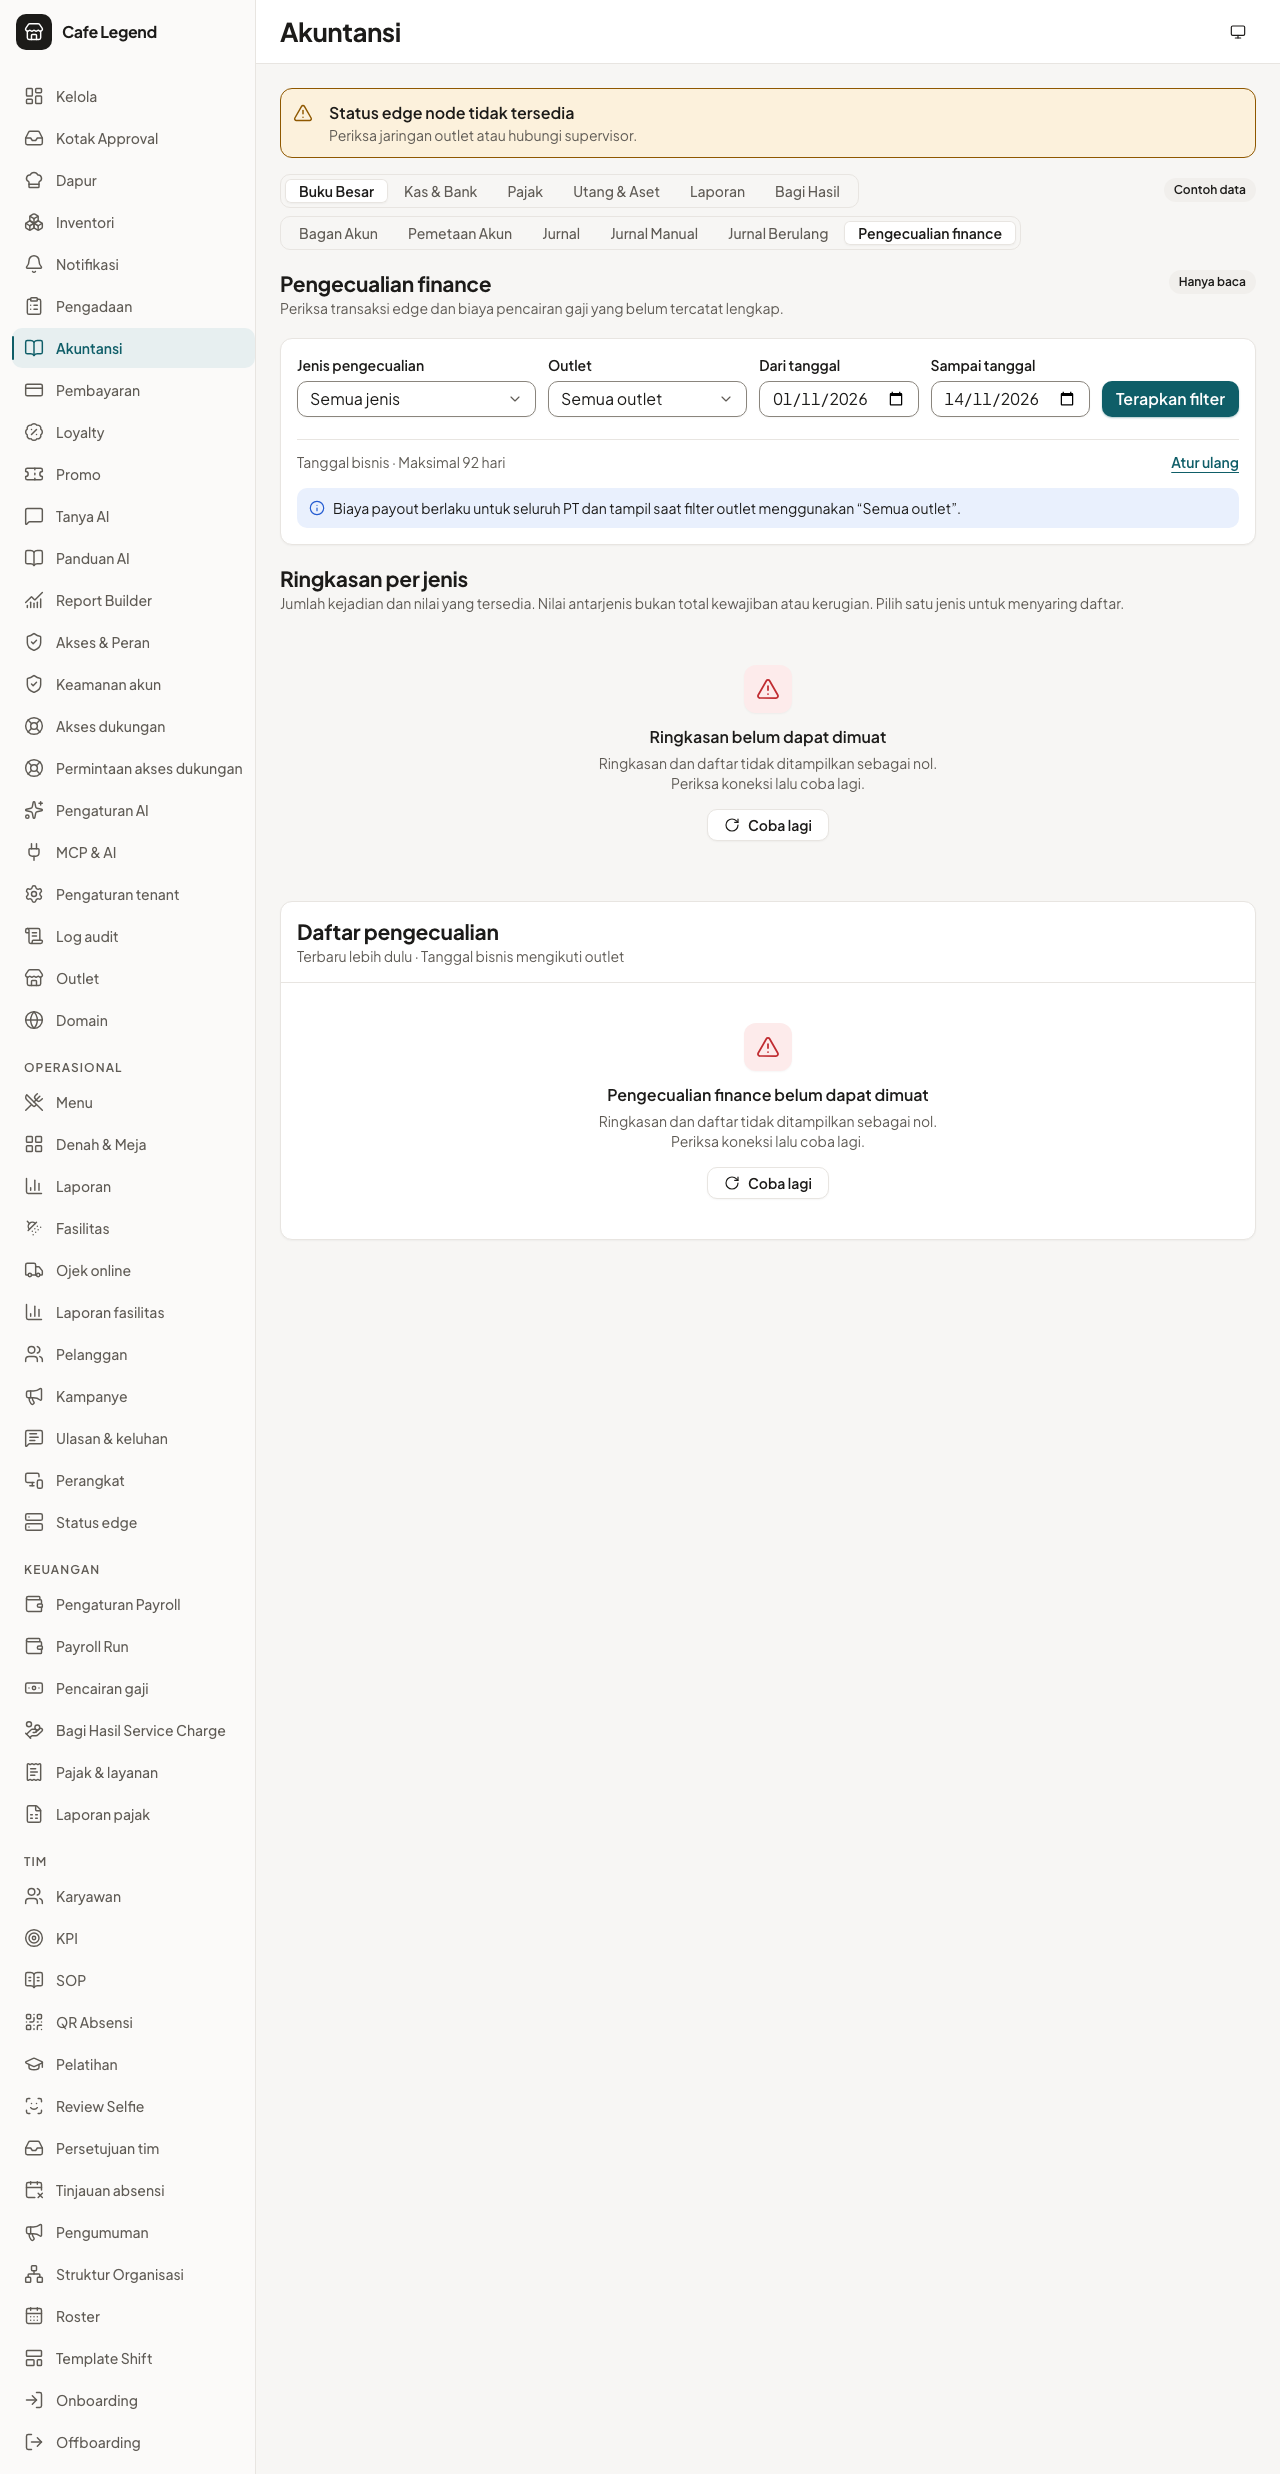 Cafe Legend
Kelola
Kotak Approval
Dapur
Inventori
Notifikasi
Pengadaan
Akuntansi
Pembayaran
Loyalty
Promo
Tanya AI
Panduan AI
Report Builder
Akses & Peran
Keamanan akun
Akses dukungan
Permintaan akses dukungan
Pengaturan AI
MCP & AI
Pengaturan tenant
Log audit
Outlet
Domain
OPERASIONAL
Menu
Denah & Meja
Laporan
Fasilitas
Ojek online
Laporan fasilitas
Pelanggan
Kampanye
Ulasan & keluhan
Perangkat
Status edge
KEUANGAN
Pengaturan Payroll
Payroll Run
Pencairan gaji
Bagi Hasil Service Charge
Pajak & layanan
Laporan pajak
TIM
Karyawan
KPI
SOP
QR Absensi
Pelatihan
Review Selfie
Persetujuan tim
Tinjauan absensi
Pengumuman
Struktur Organisasi
Roster
Template Shift
Onboarding
Offboarding
Akuntansi
Status edge node tidak tersedia
Periksa jaringan outlet atau hubungi supervisor.
Buku Besar Kas & Bank Pajak Utang & Aset Laporan Bagi Hasil Contoh data
Bagan Akun Pemetaan Akun Jurnal Jurnal Manual Jurnal Berulang Pengecualian finance
Pengecualian finance Hanya baca
Periksa transaksi edge dan biaya pencairan gaji yang belum tercatat lengkap.
Jenis pengecualian Outlet Dari tanggal Sampai tanggal
Semua jenis Semua outlet 01/11/2026 14/11/2026 Terapkan filter
Tanggal bisnis · Maksimal 92 hari Atur ulang
Biaya payout berlaku untuk seluruh PT dan tampil saat filter outlet menggunakan “Semua outlet”.
Ringkasan per jenis
Jumlah kejadian dan nilai yang tersedia. Nilai antarjenis bukan total kewajiban atau kerugian. Pilih satu jenis untuk menyaring daftar.
Ringkasan belum dapat dimuat
Ringkasan dan daftar tidak ditampilkan sebagai nol.
Periksa koneksi lalu coba lagi.
Coba lagi
Daftar pengecualian
Terbaru lebih dulu · Tanggal bisnis mengikuti outlet
Pengecualian finance belum dapat dimuat
Ringkasan dan daftar tidak ditampilkan sebagai nol.
Periksa koneksi lalu coba lagi.
Coba lagi